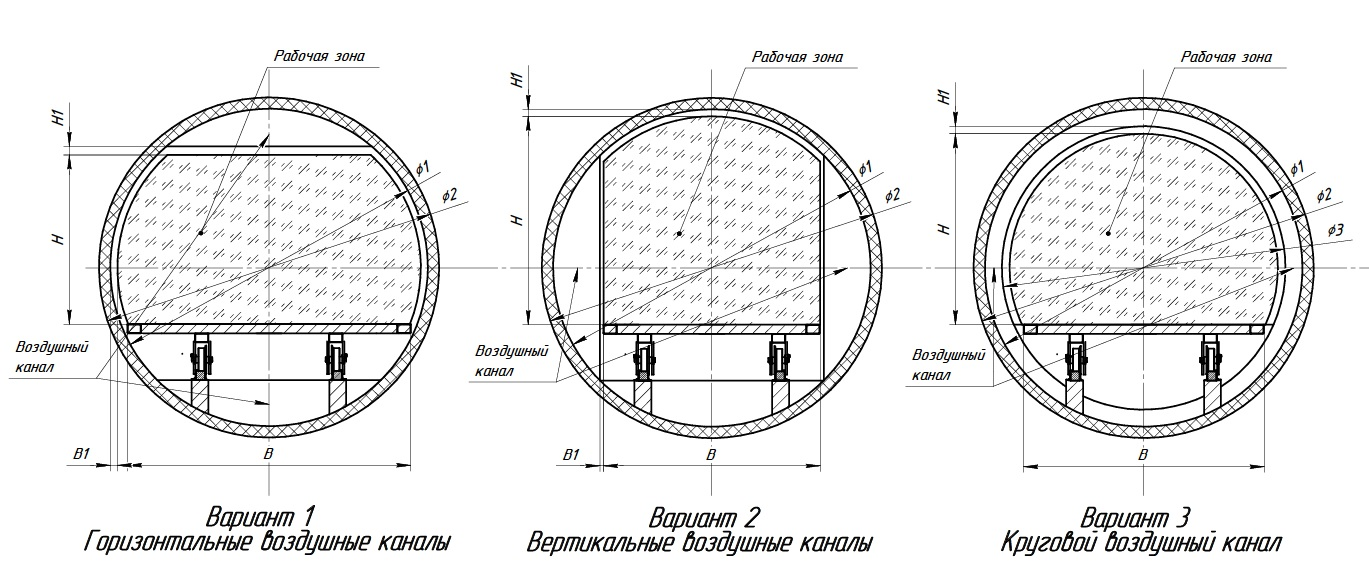 Рабочая зона
H1
H
ϕ1
ϕ2
Воздушный
канал
B1
B
Вариант 1
Горизонтальные воздушные каналы
Рабочая зона
H1
H
ϕ1
ϕ2
Воздушный
канал
B1
B
Вариант 2
Вертикальные воздушные каналы
Рабочая зона
H1
H
ϕ1
ϕ2
ϕ3
Воздушный
канал
B
Вариант 3
Круговой воздушный канал